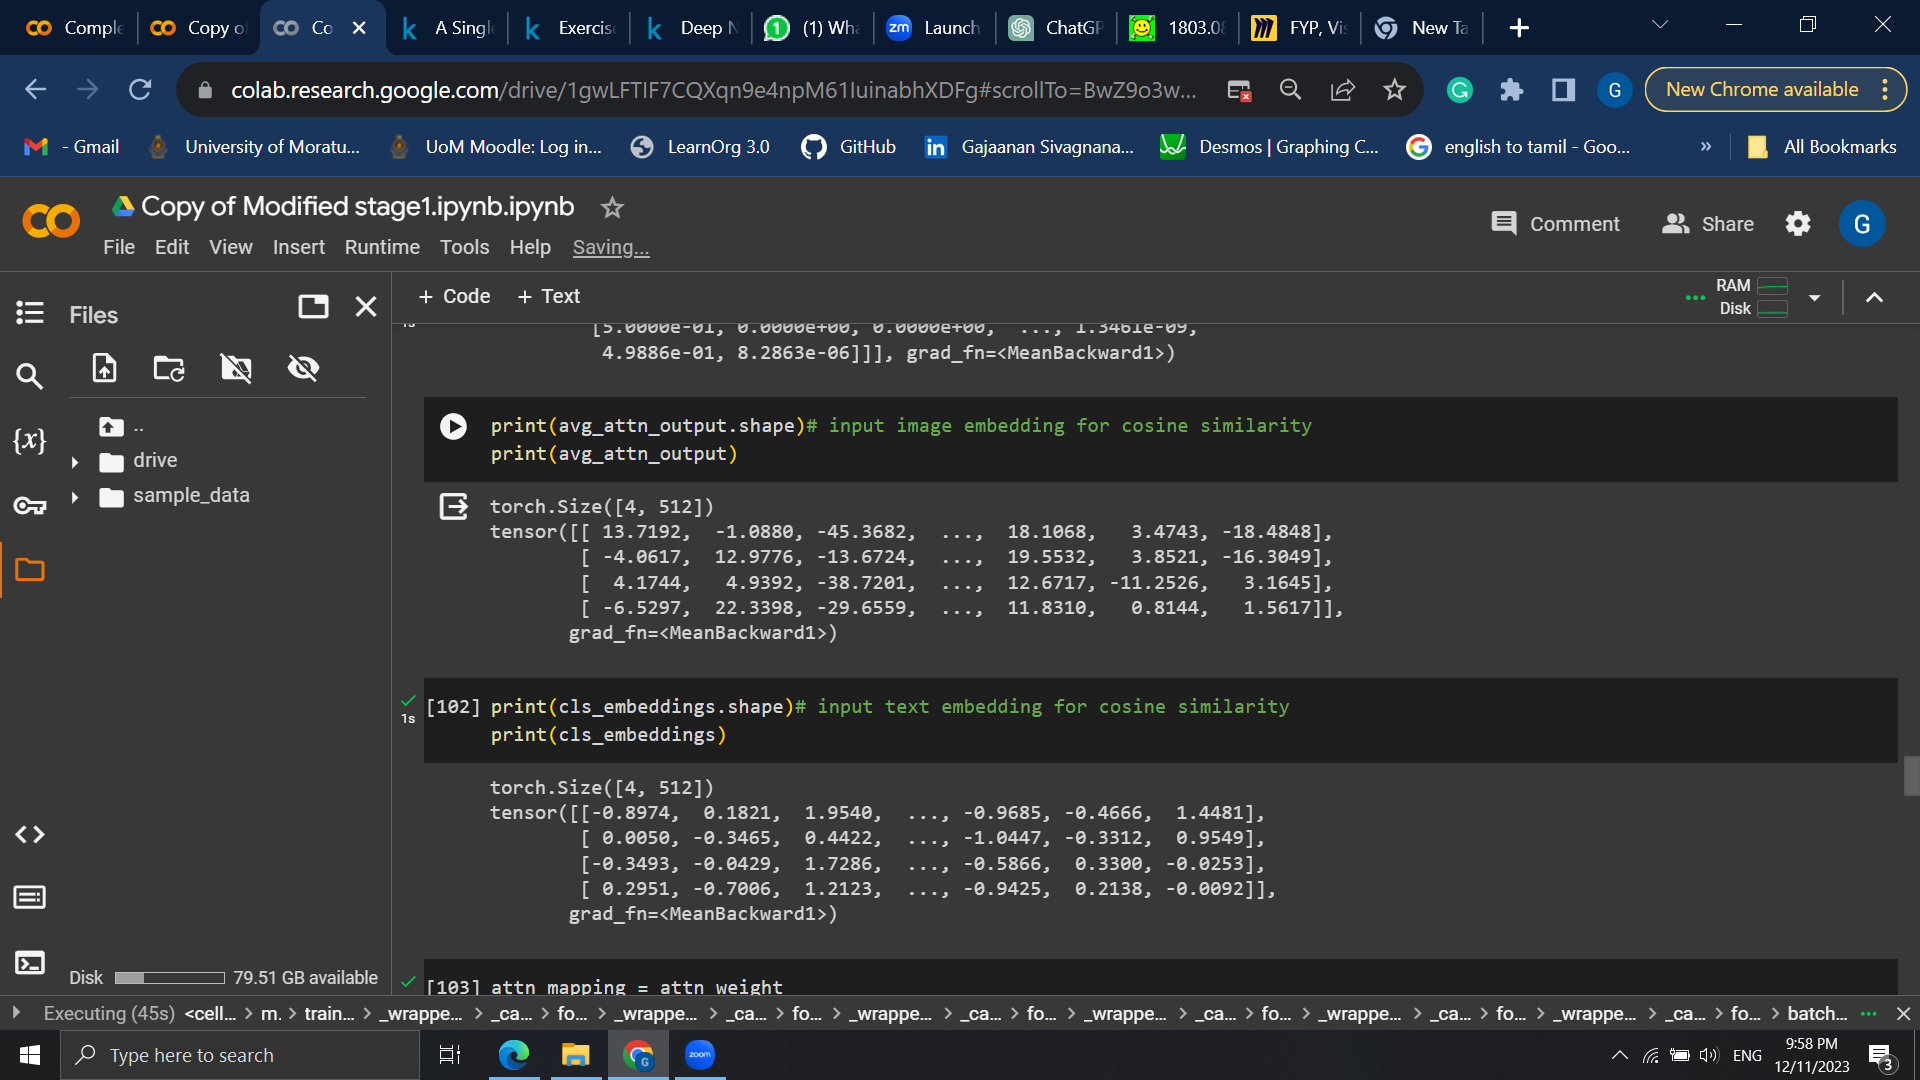 Comple
Copy o
Co
A Singl
Exercis
Deep N
(1) Wha
Launch
ChatGP
1803.08
FYP, Vis
New Ta
colab.research.google.com/drive/1gwLFTIF7CQXqn9e4npM61IuinabhXDFg#scrollTo=BwZ9o3w...
G
New Chrome available
- Gmail
University of Moratu...
UoM Moodle: Log in...
LearnOrg 3.0
GitHub
Gajaanan Sivagnana...
Desmos | Graphing C...
english to tamil - Goo...
»
All Bookmarks
Copy of Modified stage1.ipynb.ipynb
File Edit View Insert Runtime Tools Help Saving...
Comment
Share
G
Files
+ Code + Text
RAM
Disk
..
drive
sample_data
{x}
Disk 79.51 GB available
[5.0000e-01, 0.0000e+00, 0.0000e+00, ..., 1.3461e-09,
4.9886e-01, 8.2863e-06]]], grad_fn=<MeanBackward1>)
print(avg_attn_output.shape)# input image embedding for cosine similarity
print(avg_attn_output)
torch.Size([4, 512])
tensor([[ 13.7192, -1.0880, -45.3682, ..., 18.1068, 3.4743, -18.4848],
[ -4.0617, 12.9776, -13.6724, ..., 19.5532, 3.8521, -16.3049],
[ 4.1744, 4.9392, -38.7201, ..., 12.6717, -11.2526, 3.1645],
[ -6.5297, 22.3398, -29.6559, ..., 11.8310, 0.8144, 1.5617]],
grad_fn=<MeanBackward1>)
1s
[102] print(cls_embeddings.shape)# input text embedding for cosine similarity
print(cls_embeddings)
torch.Size([4, 512])
tensor([[-0.8974, 0.1821, 1.9540, ..., -0.9685, -0.4666, 1.4481],
[ 0.0050, -0.3465, 0.4422, ..., -1.0447, -0.3312, 0.9549],
[-0.3493, -0.0429, 1.7286, ..., -0.5866, 0.3300, -0.0253],
[ 0.2951, -0.7006, 1.2123, ..., -0.9425, 0.2138, -0.0092]],
grad_fn=<MeanBackward1>)
[103] attn_mapping = attn_weight
Executing (45s) <cell... > m. > train... > _wrappe... > _ca... > fo... > _wrappe... > _ca... > fo... > _wrappe... > _ca... > fo... > _wrappe... > _ca... > fo... > _wrappe... > _ca... > fo... > _wrappe... > _ca... > fo... > batch...
Type here to search
zoom
ENG
9:58 PM
12/11/2023
3